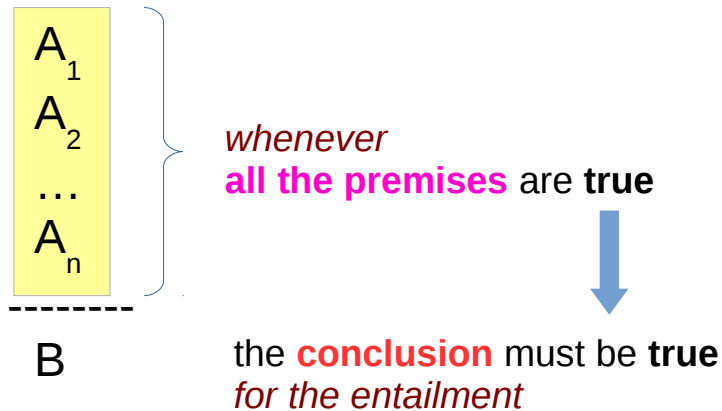 A₁
A₂
...
Aₙ
--------
B
whenever
all the premises are true
the conclusion must be true
for the entailment